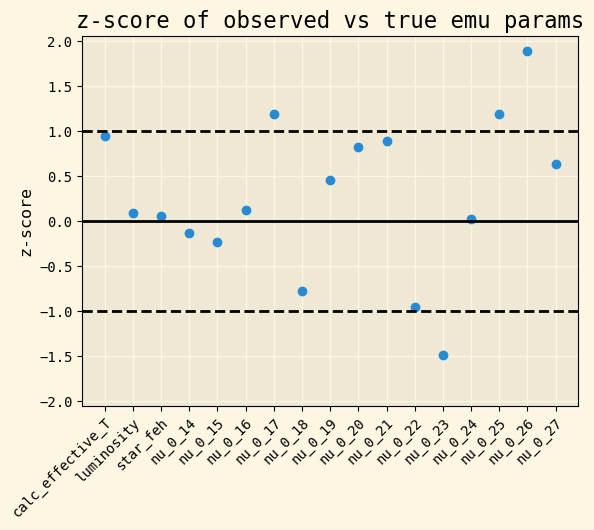 z-score of observed vs true emu params
z-score
2.0
1.5
1.0
0.5
0.0
−0.5
−1.0
−1.5
−2.0
calc_effective_T
luminosity
star_feh
nu_0_14
nu_0_15
nu_0_16
nu_0_17
nu_0_18
nu_0_19
nu_0_20
nu_0_21
nu_0_22
nu_0_23
nu_0_24
nu_0_25
nu_0_26
nu_0_27